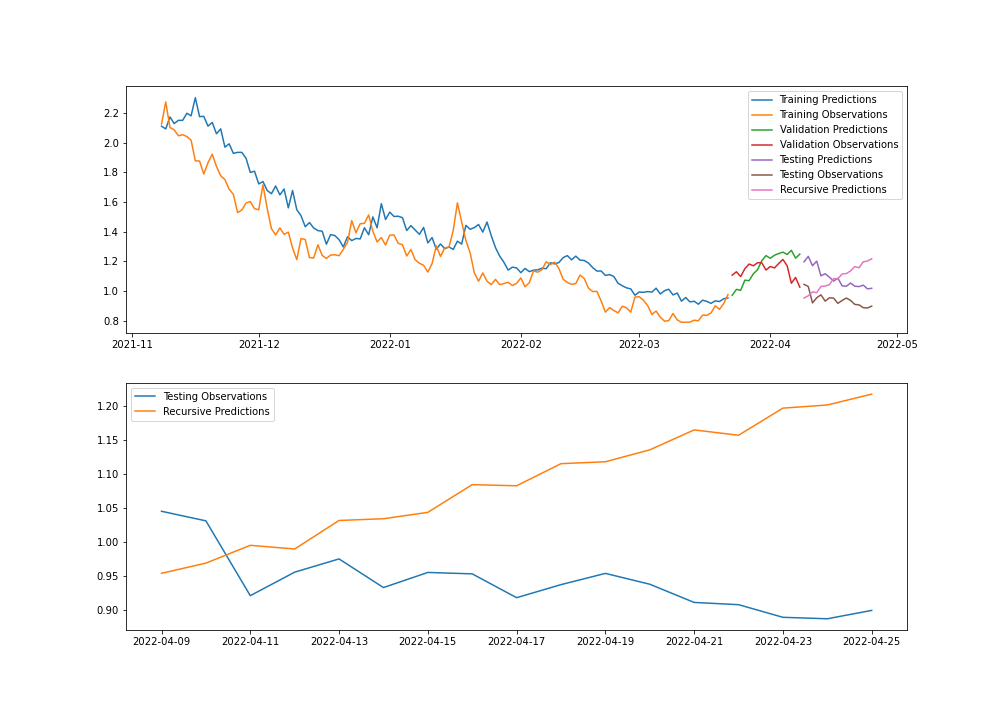 2.2
2.0
1.8
1.6
1.4
1.2
1.0
0.8
Training Predictions
Training Observations
Validation Predictions
Validation Observations
Testing Predictions
Testing Observations
Recursive Predictions
2021-11 2021-12 2022-01 2022-02 2022-03 2022-04 2022-05
1.20
1.15
1.10
1.05
1.00
0.95
0.90
Testing Observations
Recursive Predictions
2022-04-09 2022-04-11 2022-04-13 2022-04-15 2022-04-17 2022-04-19 2022-04-21 2022-04-23 2022-04-25